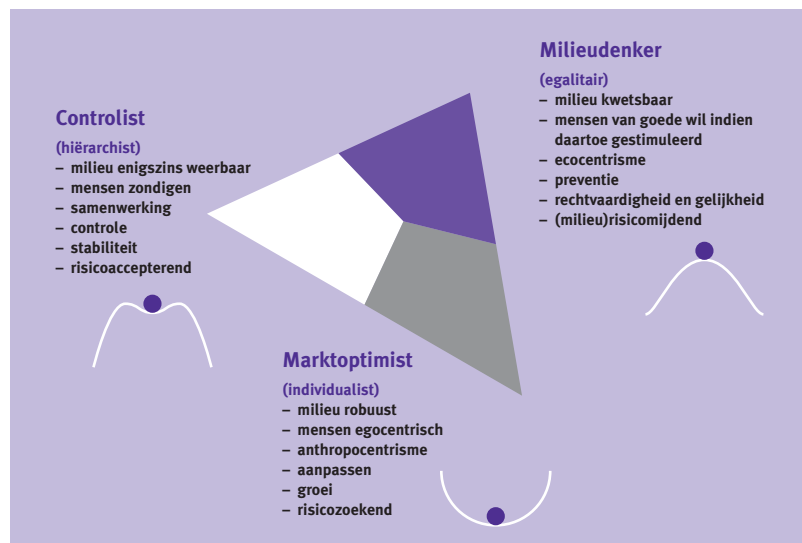 Controlist
(hiërarchist)
– milieu enigszins weerbaar
– mensen zondigen
– samenwerking
– controle
– stabiliteit
– risicoaccepterend
Milieudenker
(egalitair)
– milieu kwetsbaar
– mensen van goede wil indien
daartoe gestimuleerd
– ecocentrisme
– preventie
– rechtvaardigheid en gelijkheid
– (milieu)risicomijdend
Marktoptimist
(individualist)
– milieu robuust
– mensen egocentrisch
– anthropocentrisme
– aanpassen
– groei
– risicozoekend